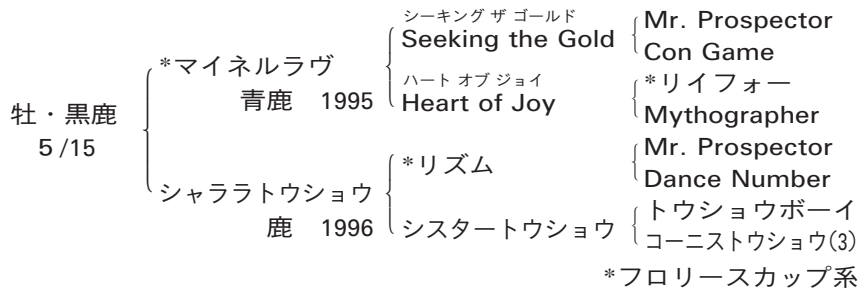 牡・黒鹿
5/15
*マイネルラヴ
青鹿 1995
シャララトウショウ
鹿 1996
シーキング ザ ゴールド
Seeking the Gold
ハート オブ ジョイ
Heart of Joy
*リズム
シスタートウショウ
Mr. Prospector
Con Game
*リイフォー
Mythographer
Mr. Prospector
Dance Number
トウショウボーイ
コーニストウショウ(3)
*フロリースカップ系